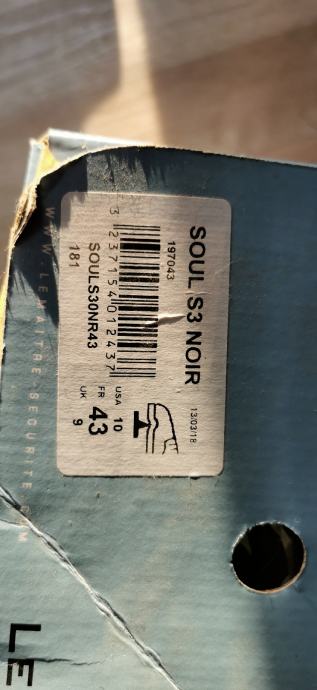 SOUL S3 NOIR
13/03/18
197043
3 237154 012437
SOULS30NR43
181
USA 10
FR 43
UK 9
WWW.LEMAITRE-SECURITE.COM
LE